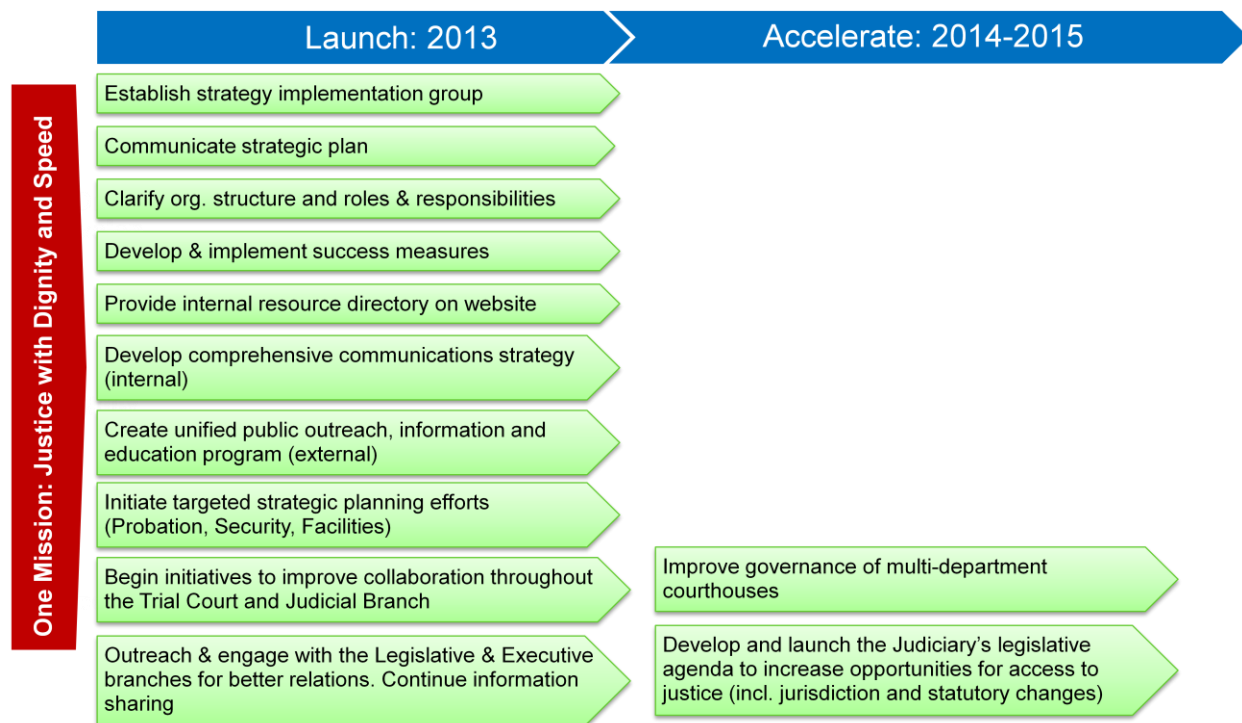 Launch: 2013
Accelerate: 2014-2015
One Mission: Justice with Dignity and Speed
Establish strategy implementation group
Communicate strategic plan
Clarify org. structure and roles & responsibilities
Develop & implement success measures
Provide internal resource directory on website
Develop comprehensive communications strategy
(internal)
Create unified public outreach, information and
education program (external)
Initiate targeted strategic planning efforts
(Probation, Security, Facilities)
Begin initiatives to improve collaboration throughout
the Trial Court and Judicial Branch
Improve governance of multi-department
courthouses
Outreach & engage with the Legislative & Executive
branches for better relations. Continue information
sharing
Develop and launch the Judiciary’s legislative
agenda to increase opportunities for access to
justice (incl. jurisdiction and statutory changes)